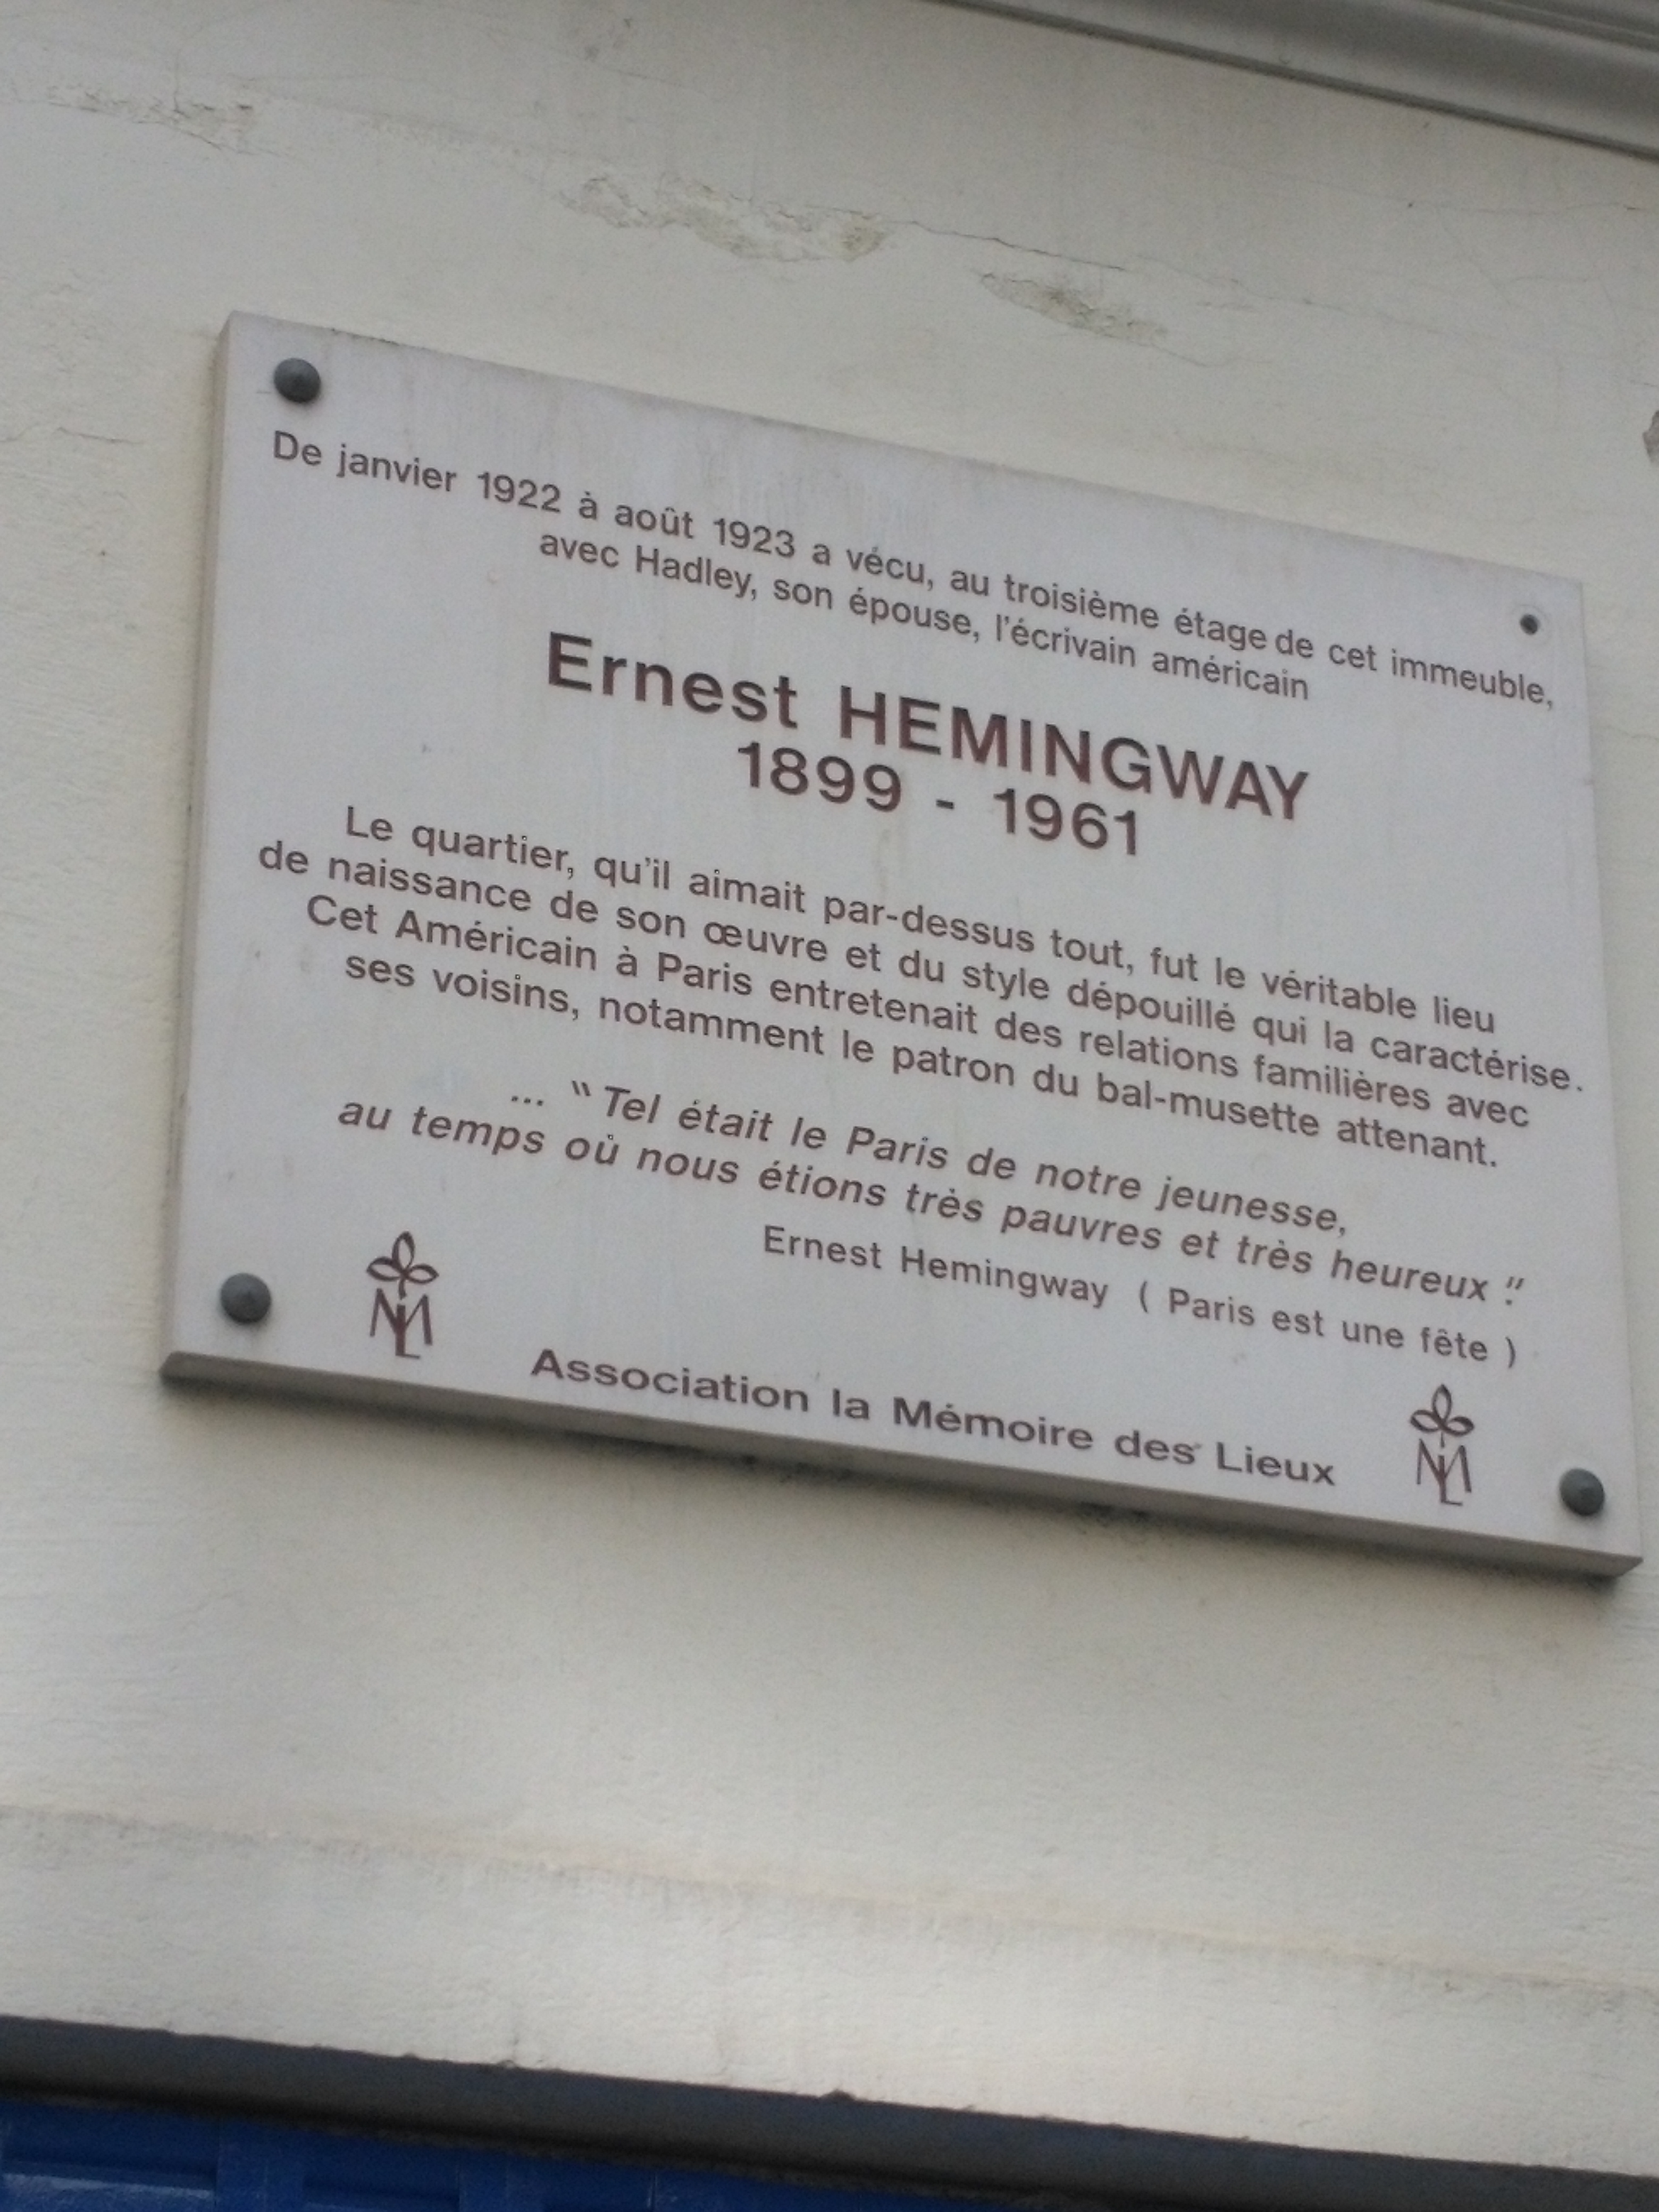 De janvier 1922 à août 1923 a vécu, au troisième étage de cet immeuble,
avec Hadley, son épouse, l'écrivain américain
Ernest HEMINGWAY
1899 - 1961
Le quartier, qu'il aimait par-dessus tout, fut le véritable lieu
de naissance de son œuvre et du style dépouillé qui la caractérise.
Cet Américain à Paris entretenait des relations familières avec
ses voisins, notamment le patron du bal-musette attenant.
... "Tel était le Paris de notre jeunesse,
au temps où nous étions très pauvres et très heureux."
Ernest Hemingway ( Paris est une fête )
Association la Mémoire des Lieux